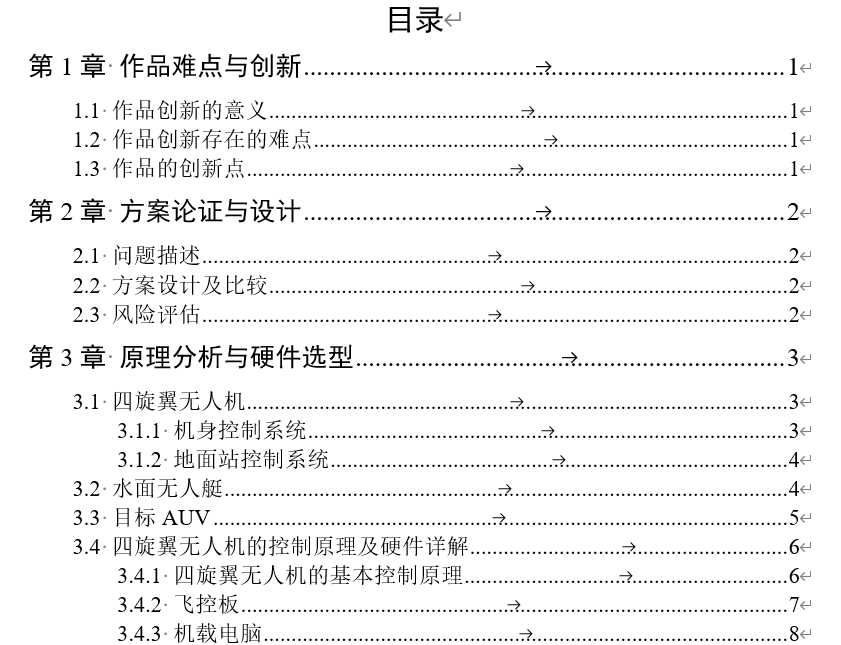 目录
第 1 章 作品难点与创新 1
1.1 作品创新的意义 1
1.2 作品创新存在的难点 1
1.3 作品的创新点 1
第 2 章 方案论证与设计 2
2.1 问题描述 2
2.2 方案设计及比较 2
2.3 风险评估 2
第 3 章 原理分析与硬件选型 3
3.1 四旋翼无人机 3
3.1.1 机身控制系统 3
3.1.2 地面站控制系统 4
3.2 水面无人艇 4
3.3 目标 AUV 5
3.4 四旋翼无人机的控制原理及硬件详解 6
3.4.1 四旋翼无人机的基本控制原理 6
3.4.2 飞控板 7
3.4.3 机载电脑 8